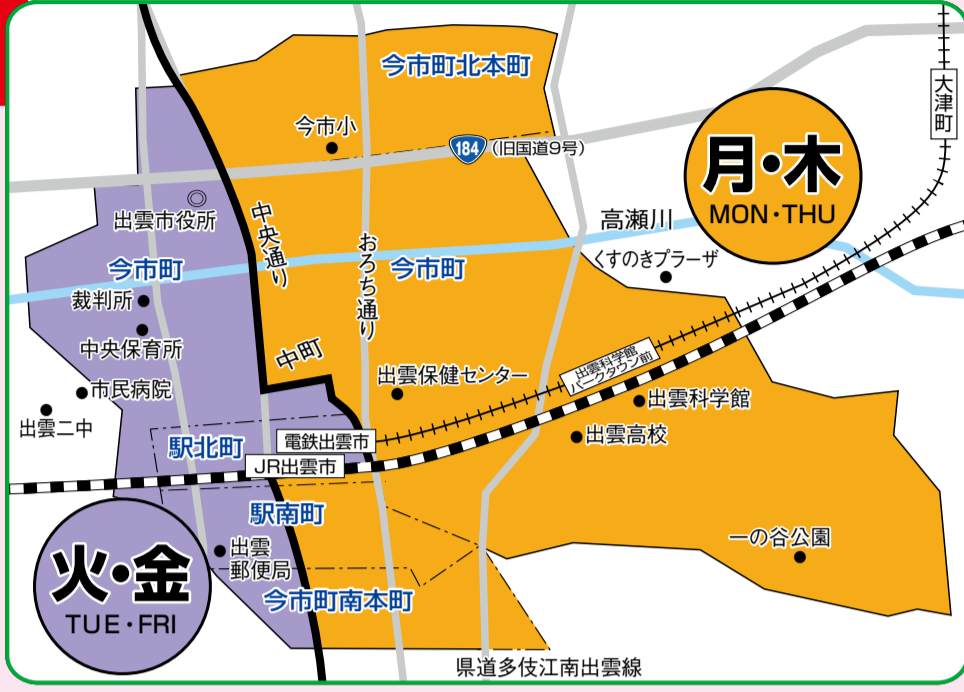 今市町北本町
大津町
今市小
184
(旧国道9号)
月・木
MON・THU
出雲市役所
中央通り
おろち通り
高瀬川
今市町
今市町
くすのきプラーザ
裁判所
中央保育所
中町
出雲科学館
パークタウン前
市民病院
出雲保健センター
出雲科学館
出雲二中
駅北町
電鉄出雲市
出雲高校
JR出雲市
駅南町
火・金
TUE・FRI
出雲
郵便局
一の谷公園
今市町南本町
県道多伎江南出雲線